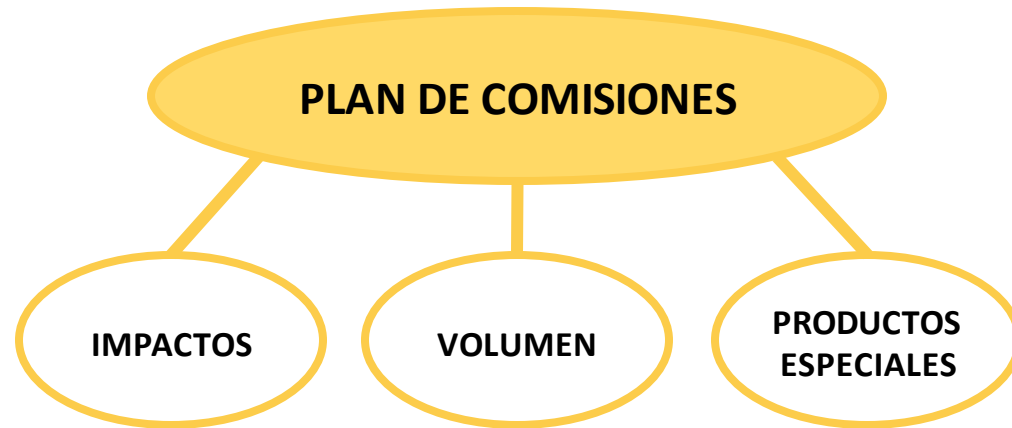 PLAN DE COMISIONES
IMPACTOS
VOLUMEN
PRODUCTOS
ESPECIALES